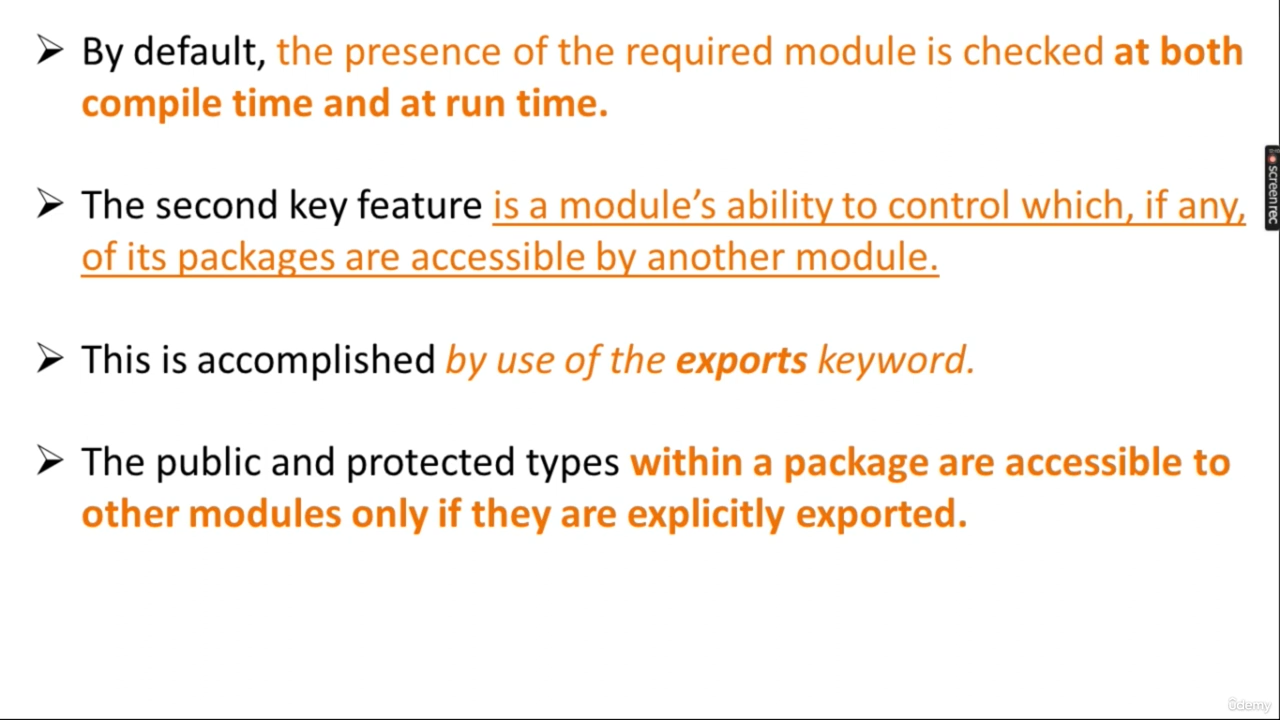 ➢ By default, the presence of the required module is checked at both
compile time and at run time.
➢ The second key feature is a module’s ability to control which, if any,
of its packages are accessible by another module.
➢ This is accomplished by use of the exports keyword.
➢ The public and protected types within a package are accessible to
other modules only if they are explicitly exported.
screenrec
ûdemy